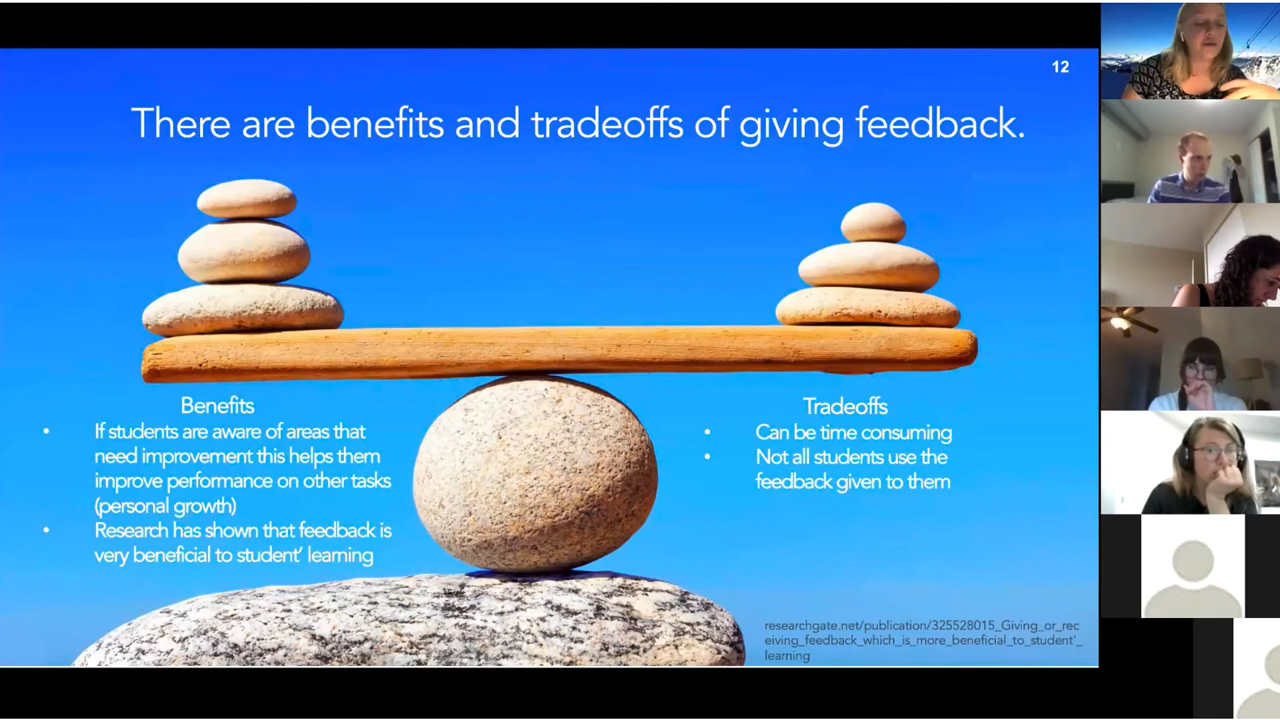 12
There are benefits and tradeoffs of giving feedback.
Benefits
• If students are aware of areas that
need improvement this helps them
improve performance on other tasks
(personal growth)
• Research has shown that feedback is
very beneficial to student’ learning
Tradeoffs
• Can be time consuming
• Not all students use the
feedback given to them
researchgate.net/publication/325528015_Giving_or_rec
eiving_feedback_which_is_more_beneficial_to_student'_
learning